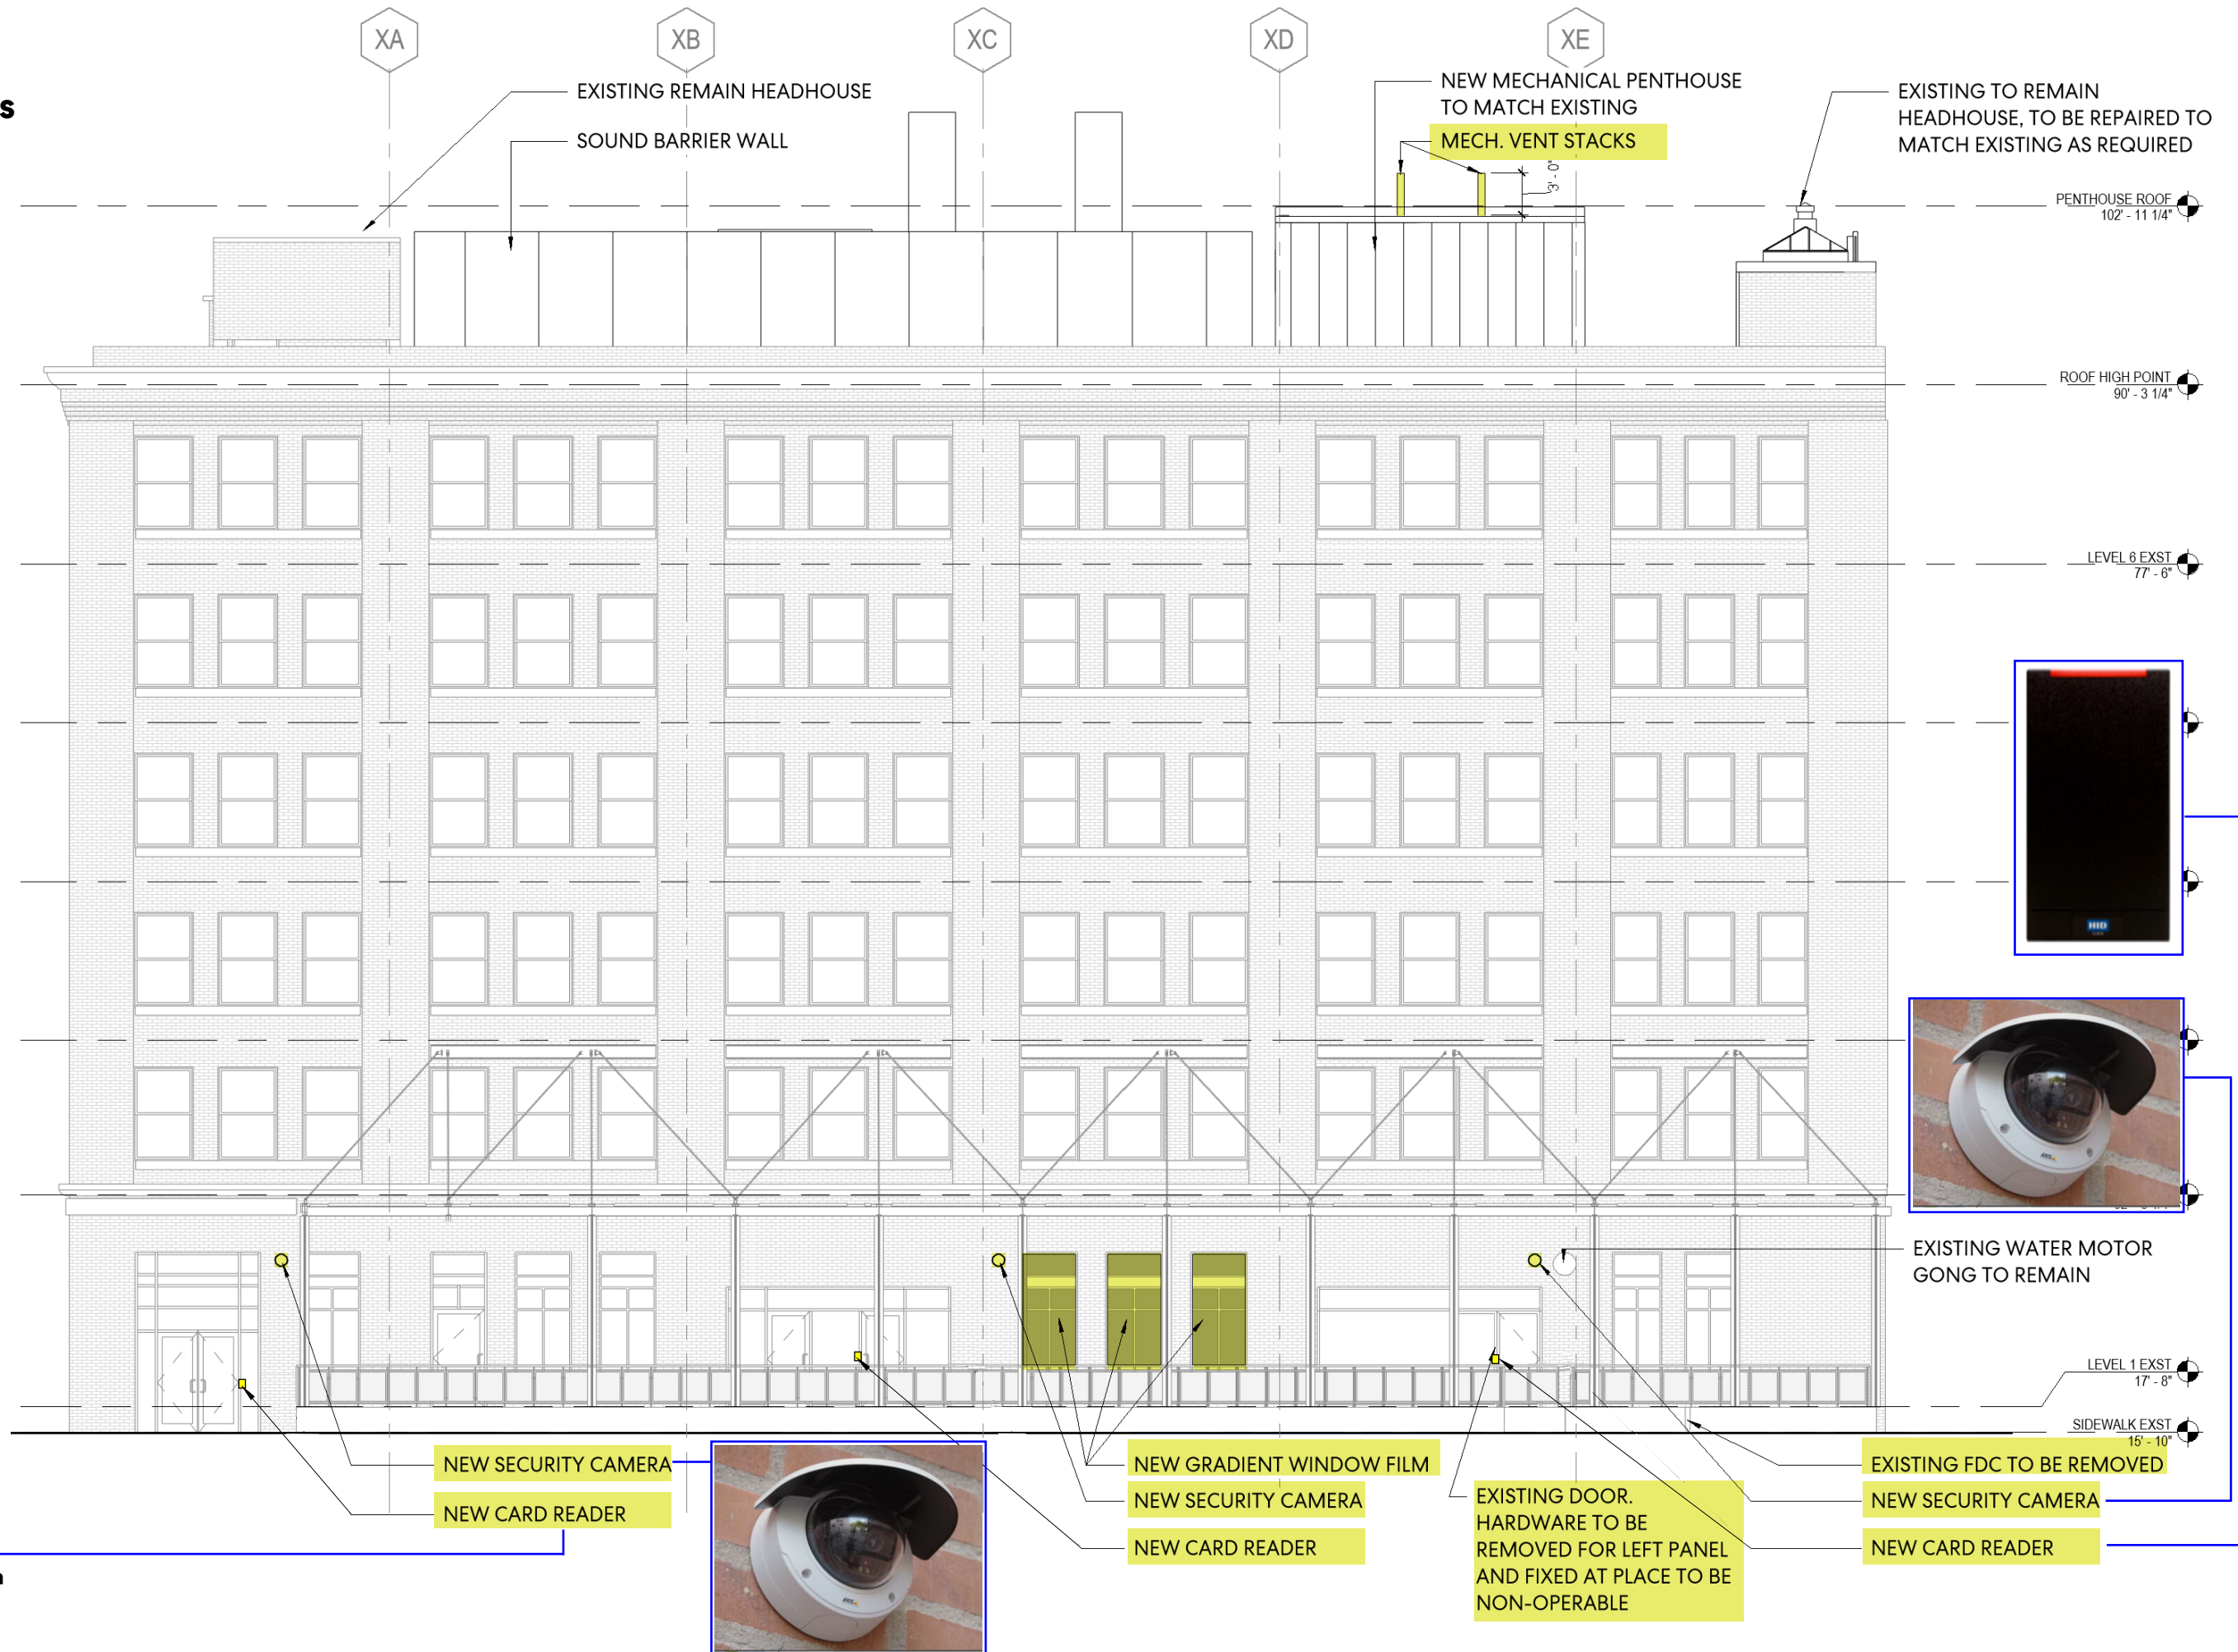 XA
XB
XC
XD
XE
s
EXISTING REMAIN HEADHOUSE
SOUND BARRIER WALL
NEW MECHANICAL PENTHOUSE
TO MATCH EXISTING
MECH. VENT STACKS
3' - 0"
EXISTING TO REMAIN
HEADHOUSE, TO BE REPAIRED TO
MATCH EXISTING AS REQUIRED
PENTHOUSE ROOF
102' - 11 1/4"
ROOF HIGH POINT
90' - 3 1/4"
LEVEL 6 EXST
77' - 6"
HID
AXIS
EXISTING WATER MOTOR
GONG TO REMAIN
LEVEL 1 EXST
17' - 8"
SIDEWALK EXST
15' - 10"
NEW SECURITY CAMERA
NEW CARD READER
AXIS
NEW GRADIENT WINDOW FILM
NEW SECURITY CAMERA
NEW CARD READER
EXISTING DOOR.
HARDWARE TO BE
REMOVED FOR LEFT PANEL
AND FIXED AT PLACE TO BE
NON-OPERABLE
EXISTING FDC TO BE REMOVED
NEW SECURITY CAMERA
NEW CARD READER